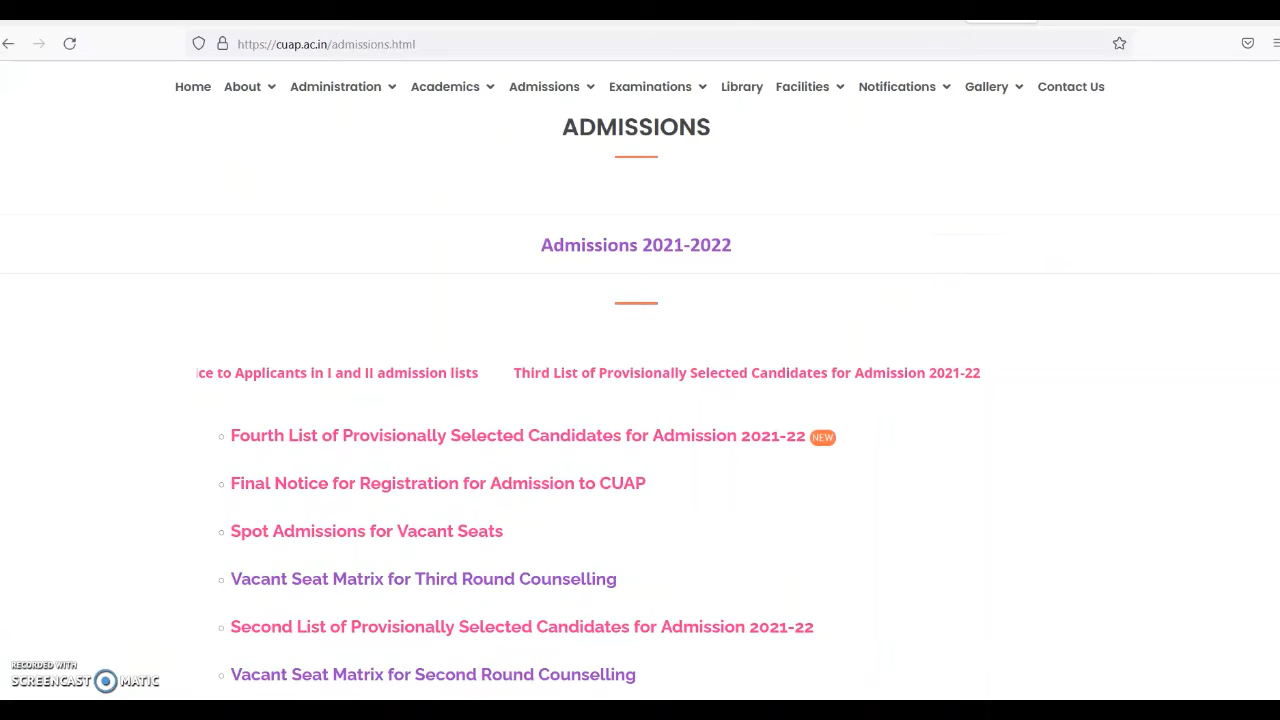 https://cuap.ac.in/admissions.html
Home About Administration Academics Admissions Examinations Library Facilities Notifications Gallery Contact Us
ADMISSIONS
Admissions 2021-2022
to Applicants in I and II admission lists Third List of Provisionally Selected Candidates for Admission 2021-22
Fourth List of Provisionally Selected Candidates for Admission 2021-22 NEW
Final Notice for Registration for Admission to CUAP
Spot Admissions for Vacant Seats
Vacant Seat Matrix for Third Round Counselling
Second List of Provisionally Selected Candidates for Admission 2021-22
Vacant Seat Matrix for Second Round Counselling
RECORDED WITH
SCREENCAST MATIC